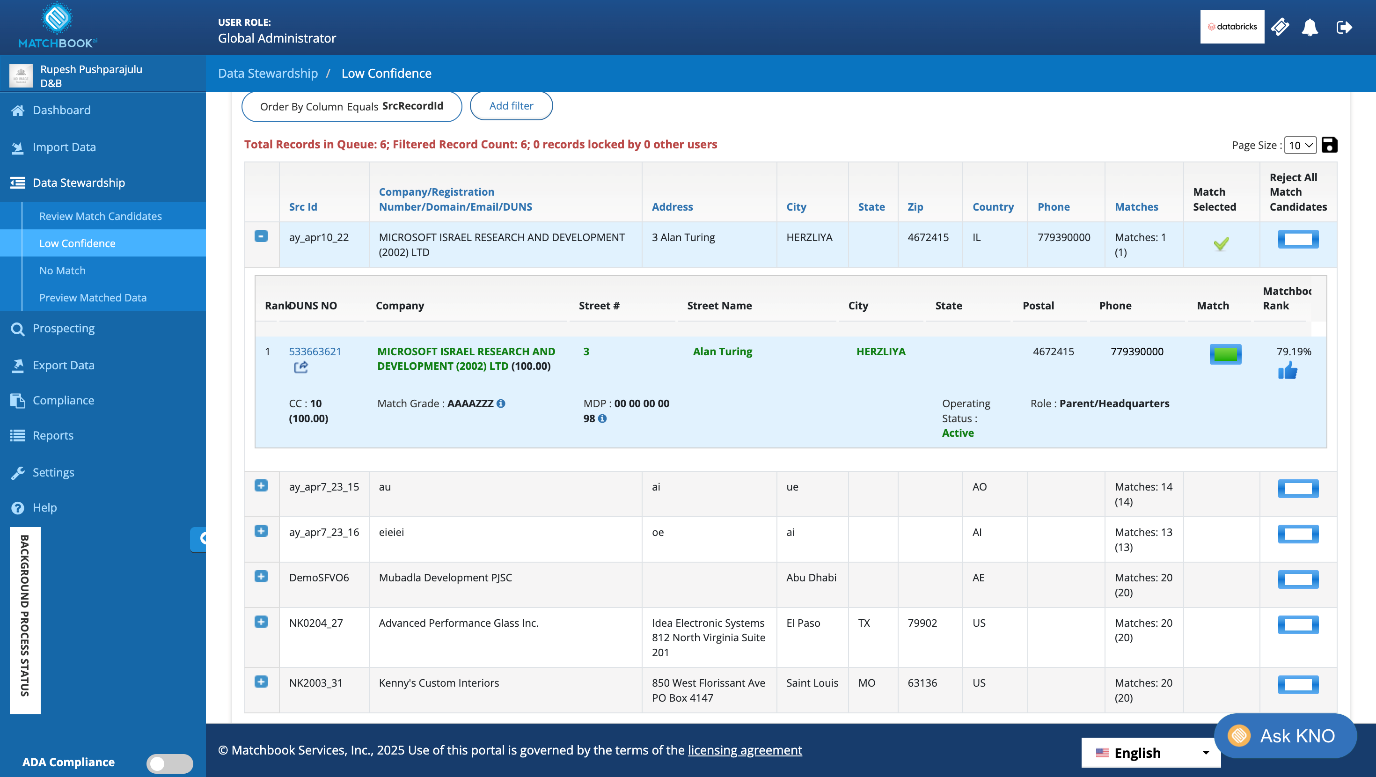 MATCHBOOK
USER ROLE:
Global Administrator
databricks
Rupesh Pushparajulu
D&B
Data Stewardship / Low Confidence
Dashboard
Import Data
Data Stewardship
Review Match Candidates
Low Confidence
No Match
Preview Matched Data
Prospecting
Export Data
Compliance
Reports
Settings
Help
BACKGROUND PROCESS STATUS
ADA Compliance
Order By Column Equals SrcRecordId
Add filter
Total Records in Queue: 6; Filtered Record Count: 6; 0 records locked by 0 other users
Page Size : 10
Src Id
Company/Registration
Number/Domain/Email/DUNS
Address
City
State
Zip
Country
Phone
Matches
Match
Selected
Reject All
Match
Candidates
ay_apr10_22
MICROSOFT ISRAEL RESEARCH AND DEVELOPMENT
(2002) LTD
3 Alan Turing
HERZLIYA
4672415
IL
779390000
Matches: 1
(1)
Rank
DUNS NO
Company
Street #
Street Name
City
State
Postal
Phone
Match
Matchboo
Rank
1
533663621
MICROSOFT ISRAEL RESEARCH AND
DEVELOPMENT (2002) LTD (100.00)
3
Alan Turing
HERZLIYA
4672415
779390000
79.19%
CC : 10
(100.00)
Match Grade : AAAAZZZ
MDP : 00 00 00 00
98
Operating
Status :
Active
Role : Parent/Headquarters
ay_apr7_23_15
au
ai
ue
AO
Matches: 14
(14)
ay_apr7_23_16
eieiei
oe
ai
AI
Matches: 13
(13)
DemoSFVO6
Mubadla Development PJSC
Abu Dhabi
AE
Matches: 20
(20)
NK0204_27
Advanced Performance Glass Inc.
Idea Electronic Systems
812 North Virginia Suite
201
El Paso
TX
79902
US
Matches: 20
(20)
NK2003_31
Kenny's Custom Interiors
850 West Florissant Ave
PO Box 4147
Saint Louis
MO
63136
US
Matches: 20
(20)
© Matchbook Services, Inc., 2025 Use of this portal is governed by the terms of the licensing agreement
English
Ask KNO